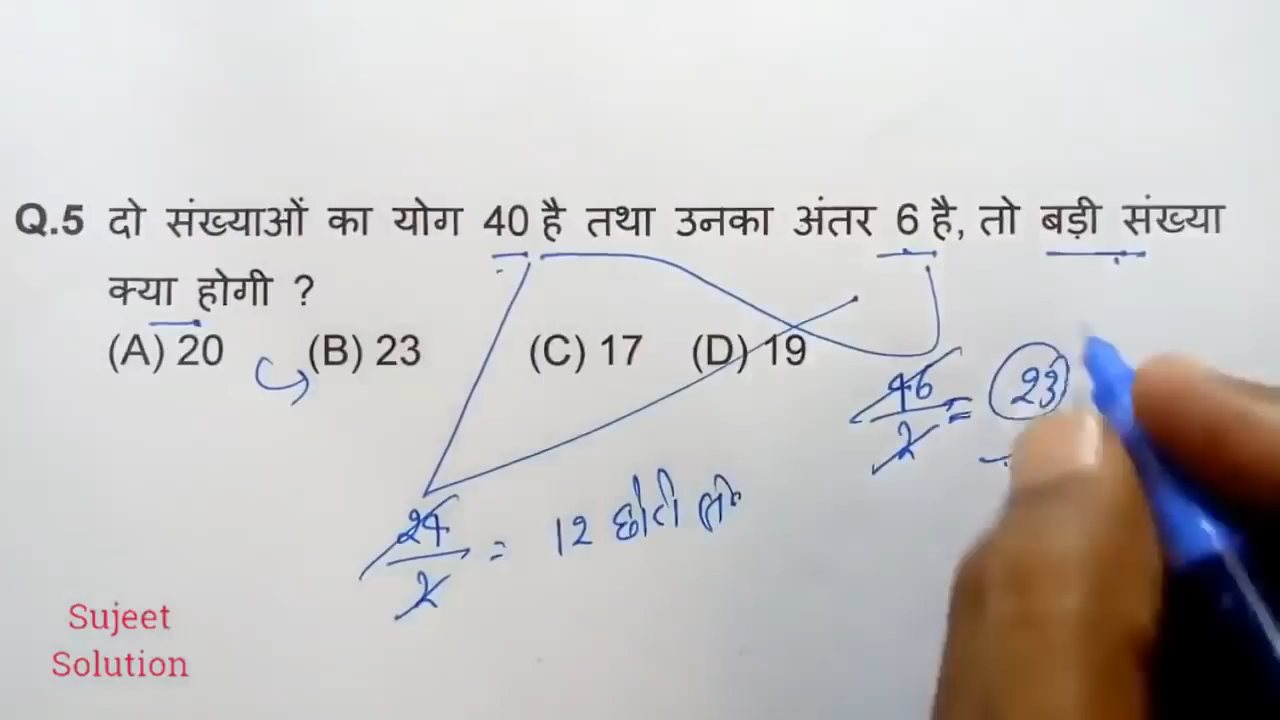 Q.5 दो संख्याओं का योग 40 है तथा उनका अंतर 6 है, तो बड़ी संख्या
क्या होगी ?
(A) 20 (B) 23 (C) 17 (D) 19
46
2
= 23
24
2
= 12 छोटी
Sujeet
Solution